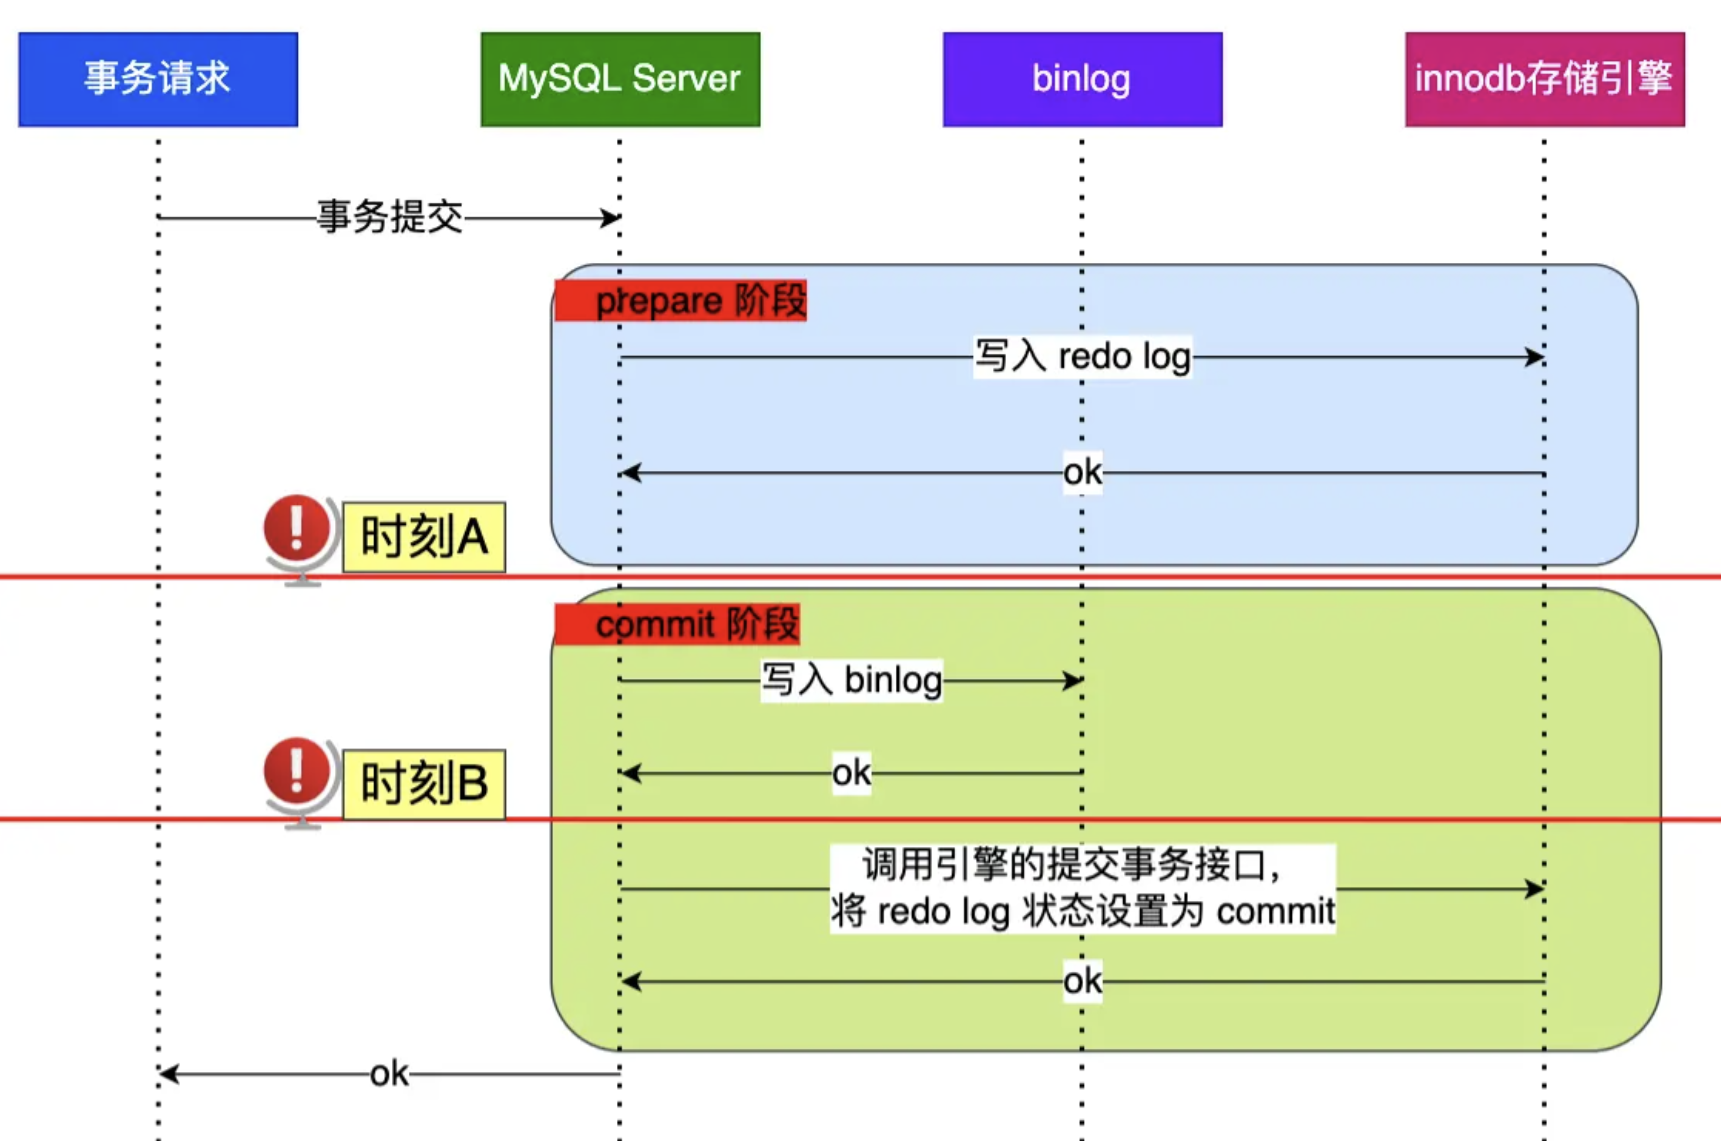 事务请求
MySQL Server
binlog
innodb存储引擎
事务提交
prepare 阶段
写入 redo log
ok
时刻A
commit 阶段
写入 binlog
ok
时刻B
调用引擎的提交事务接口，
将 redo log 状态设置为 commit
ok
ok